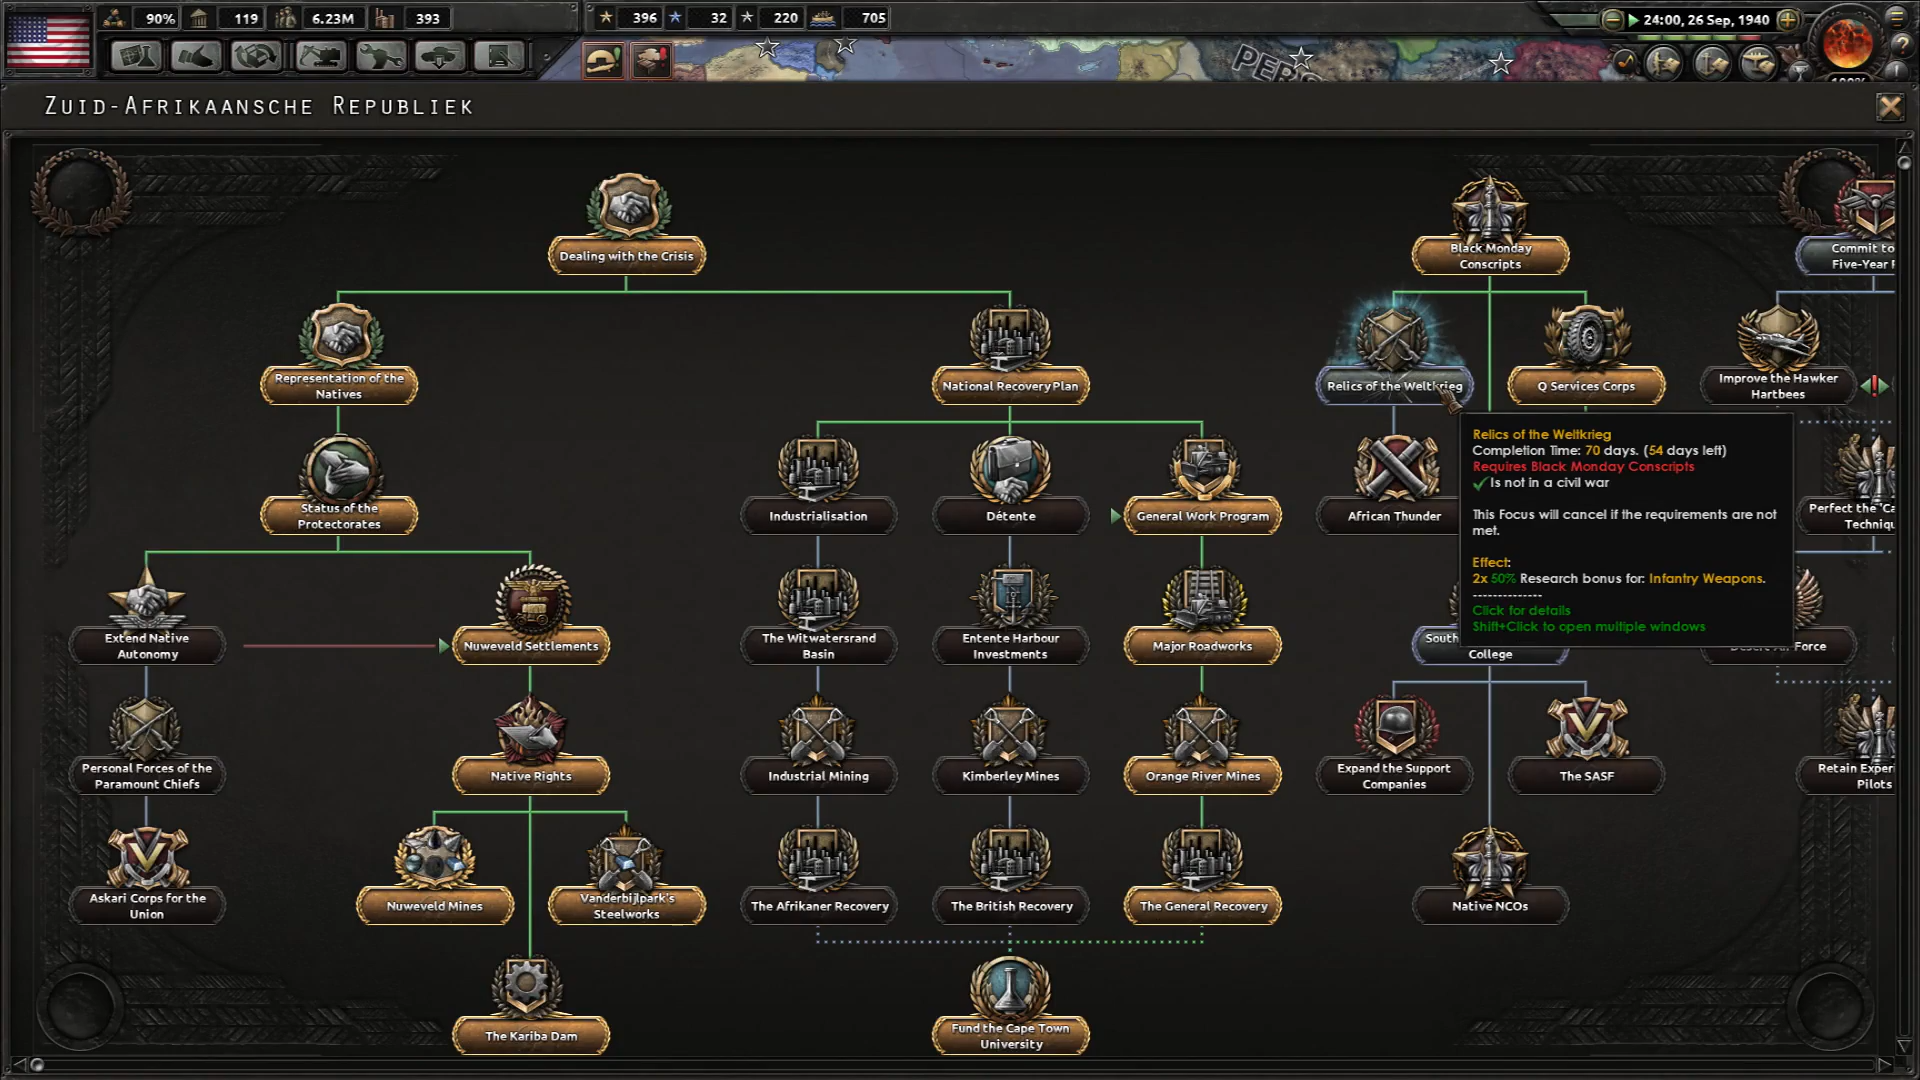 90%
119
6.23M
393
396
32
220
705
24:00, 26 Sep, 1940
PERS
Zuid-Afrikaansche Republiek
Dealing with the Crisis
Black Monday
Conscripts
Commit to
Five-Year
Representation of the
Natives
National Recovery Plan
Relics of the Weltkrieg
Q Services Corps
Improve the Hawker
Hartbees
Relics of the Weltkrieg
Completion Time: 70 days. (54 days left)
Requires Black Monday Conscripts
Is not in a civil war
This Focus will cancel if the requirements are not
met.
Effect:
2x 50% Research bonus for: Infantry Weapons.
--------------
Click for details
Shift+Click to open multiple windows
Status of the
Protectorates
Industrialisation
Détente
General Work Program
African Thunder
Perfect the
Extend Native
Autonomy
Nuweveld Settlements
The Witwatersrand
Basin
Entente Harbour
Investments
Major Roadworks
South
College
Desert Air Force
Personal Forces of the
Paramount Chiefs
Native Rights
Industrial Mining
Kimberley Mines
Orange River Mines
Expand the Support
Companies
The SASF
Retain
Pilots
Askari Corps for the
Union
Nuweveld Mines
Vanderbijlpark's
Steelworks
The Afrikaner Recovery
The British Recovery
The General Recovery
Native NCOs
The Kariba Dam
Fund the Cape Town
University